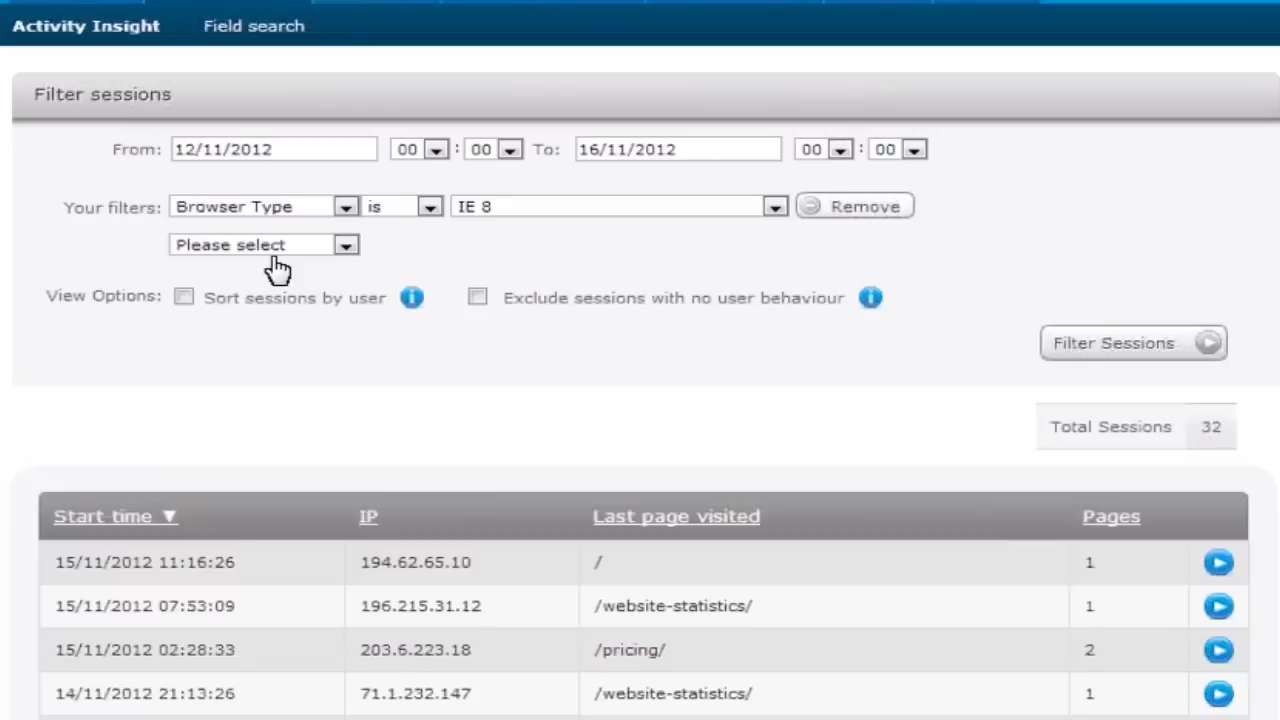 Activity Insight Field search
Filter sessions
From: 12/11/2012 00 : 00 To: 16/11/2012 00 : 00
Your filters: Browser Type is IE 8 Remove
Please select
View Options: Sort sessions by user Exclude sessions with no user behaviour
Filter Sessions
Total Sessions 32
Start time ▼ IP Last page visited Pages
15/11/2012 11:16:26 194.62.65.10 / 1
15/11/2012 07:53:09 196.215.31.12 /website-statistics/ 1
15/11/2012 02:28:33 203.6.223.18 /pricing/ 2
14/11/2012 21:13:26 71.1.232.147 /website-statistics/ 1